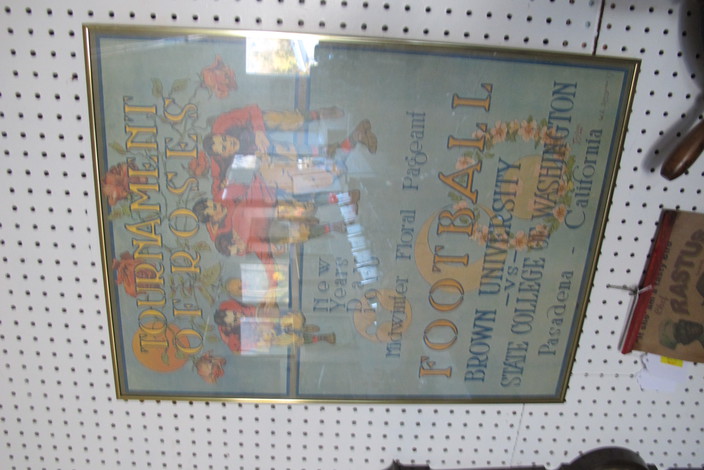 TOURNAMENT
OF ROSES
New
Years
Day
Midwinter Floral Pageant
FOOTBALL
BROWN UNIVERSITY
-VS-
STATE COLLEGE OF WASHINGTON
Pasadena - California
RASTUS